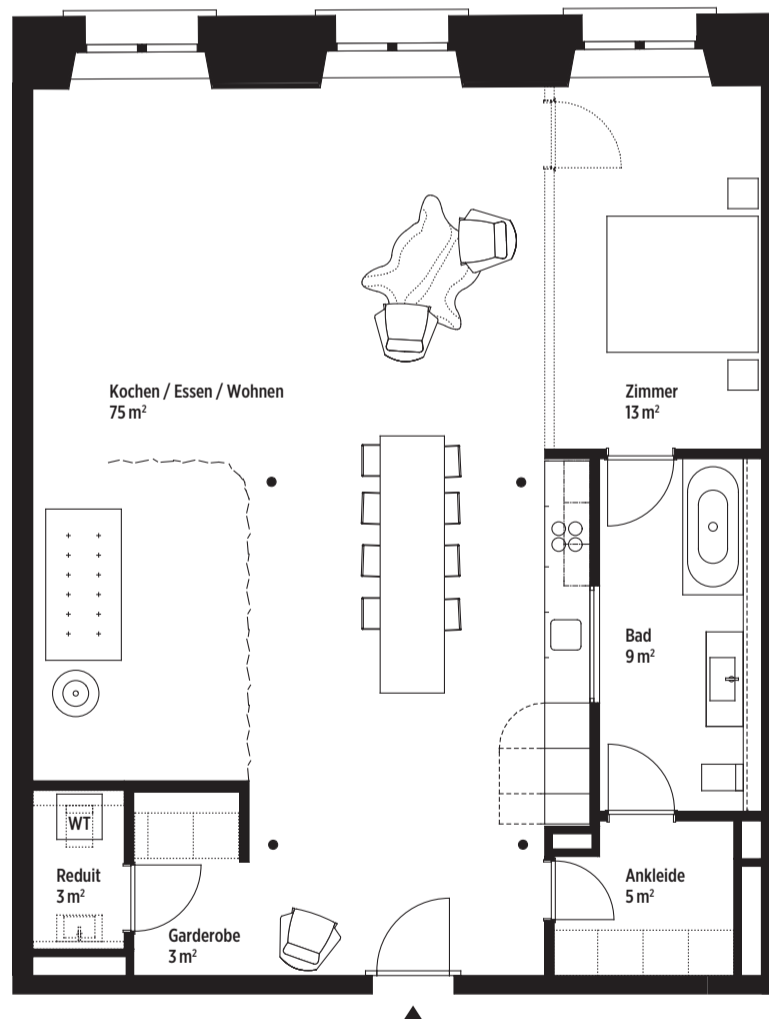 Kochen / Essen / Wohnen
75 m²
Zimmer
13 m²
Bad
9 m²
WT
Reduit
3 m²
Garderobe
3 m²
Ankleide
5 m²